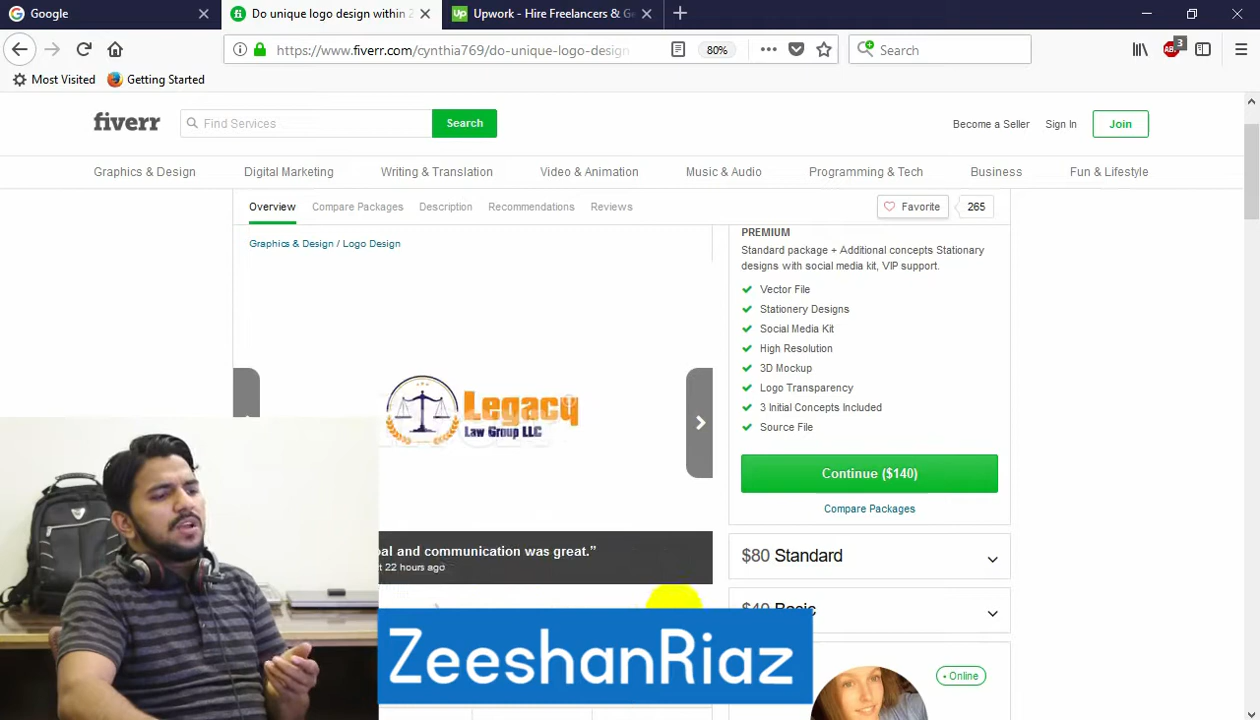 Google
Do unique logo design within 2
Upwork - Hire Freelancers & Ge
https://www.fiverr.com/cynthia769/do-unique-logo-design
80%
Search
3
Most Visited
Getting Started
fiverr
Find Services
Search
Become a Seller
Sign In
Join
Graphics & Design
Digital Marketing
Writing & Translation
Video & Animation
Music & Audio
Programming & Tech
Business
Fun & Lifestyle
Overview
Compare Packages
Description
Recommendations
Reviews
Favorite
265
Graphics & Design / Logo Design
PREMIUM
Standard package + Additional concepts Stationary
designs with social media kit, VIP support.
Vector File
Stationery Designs
Social Media Kit
High Resolution
3D Mockup
Logo Transparency
3 Initial Concepts Included
Source File
Legacy
Law Group LLC
Continue ($140)
Compare Packages
and communication was great.”
22 hours ago
$80 Standard
$40 Basic
ZeeshanRiaz
Online